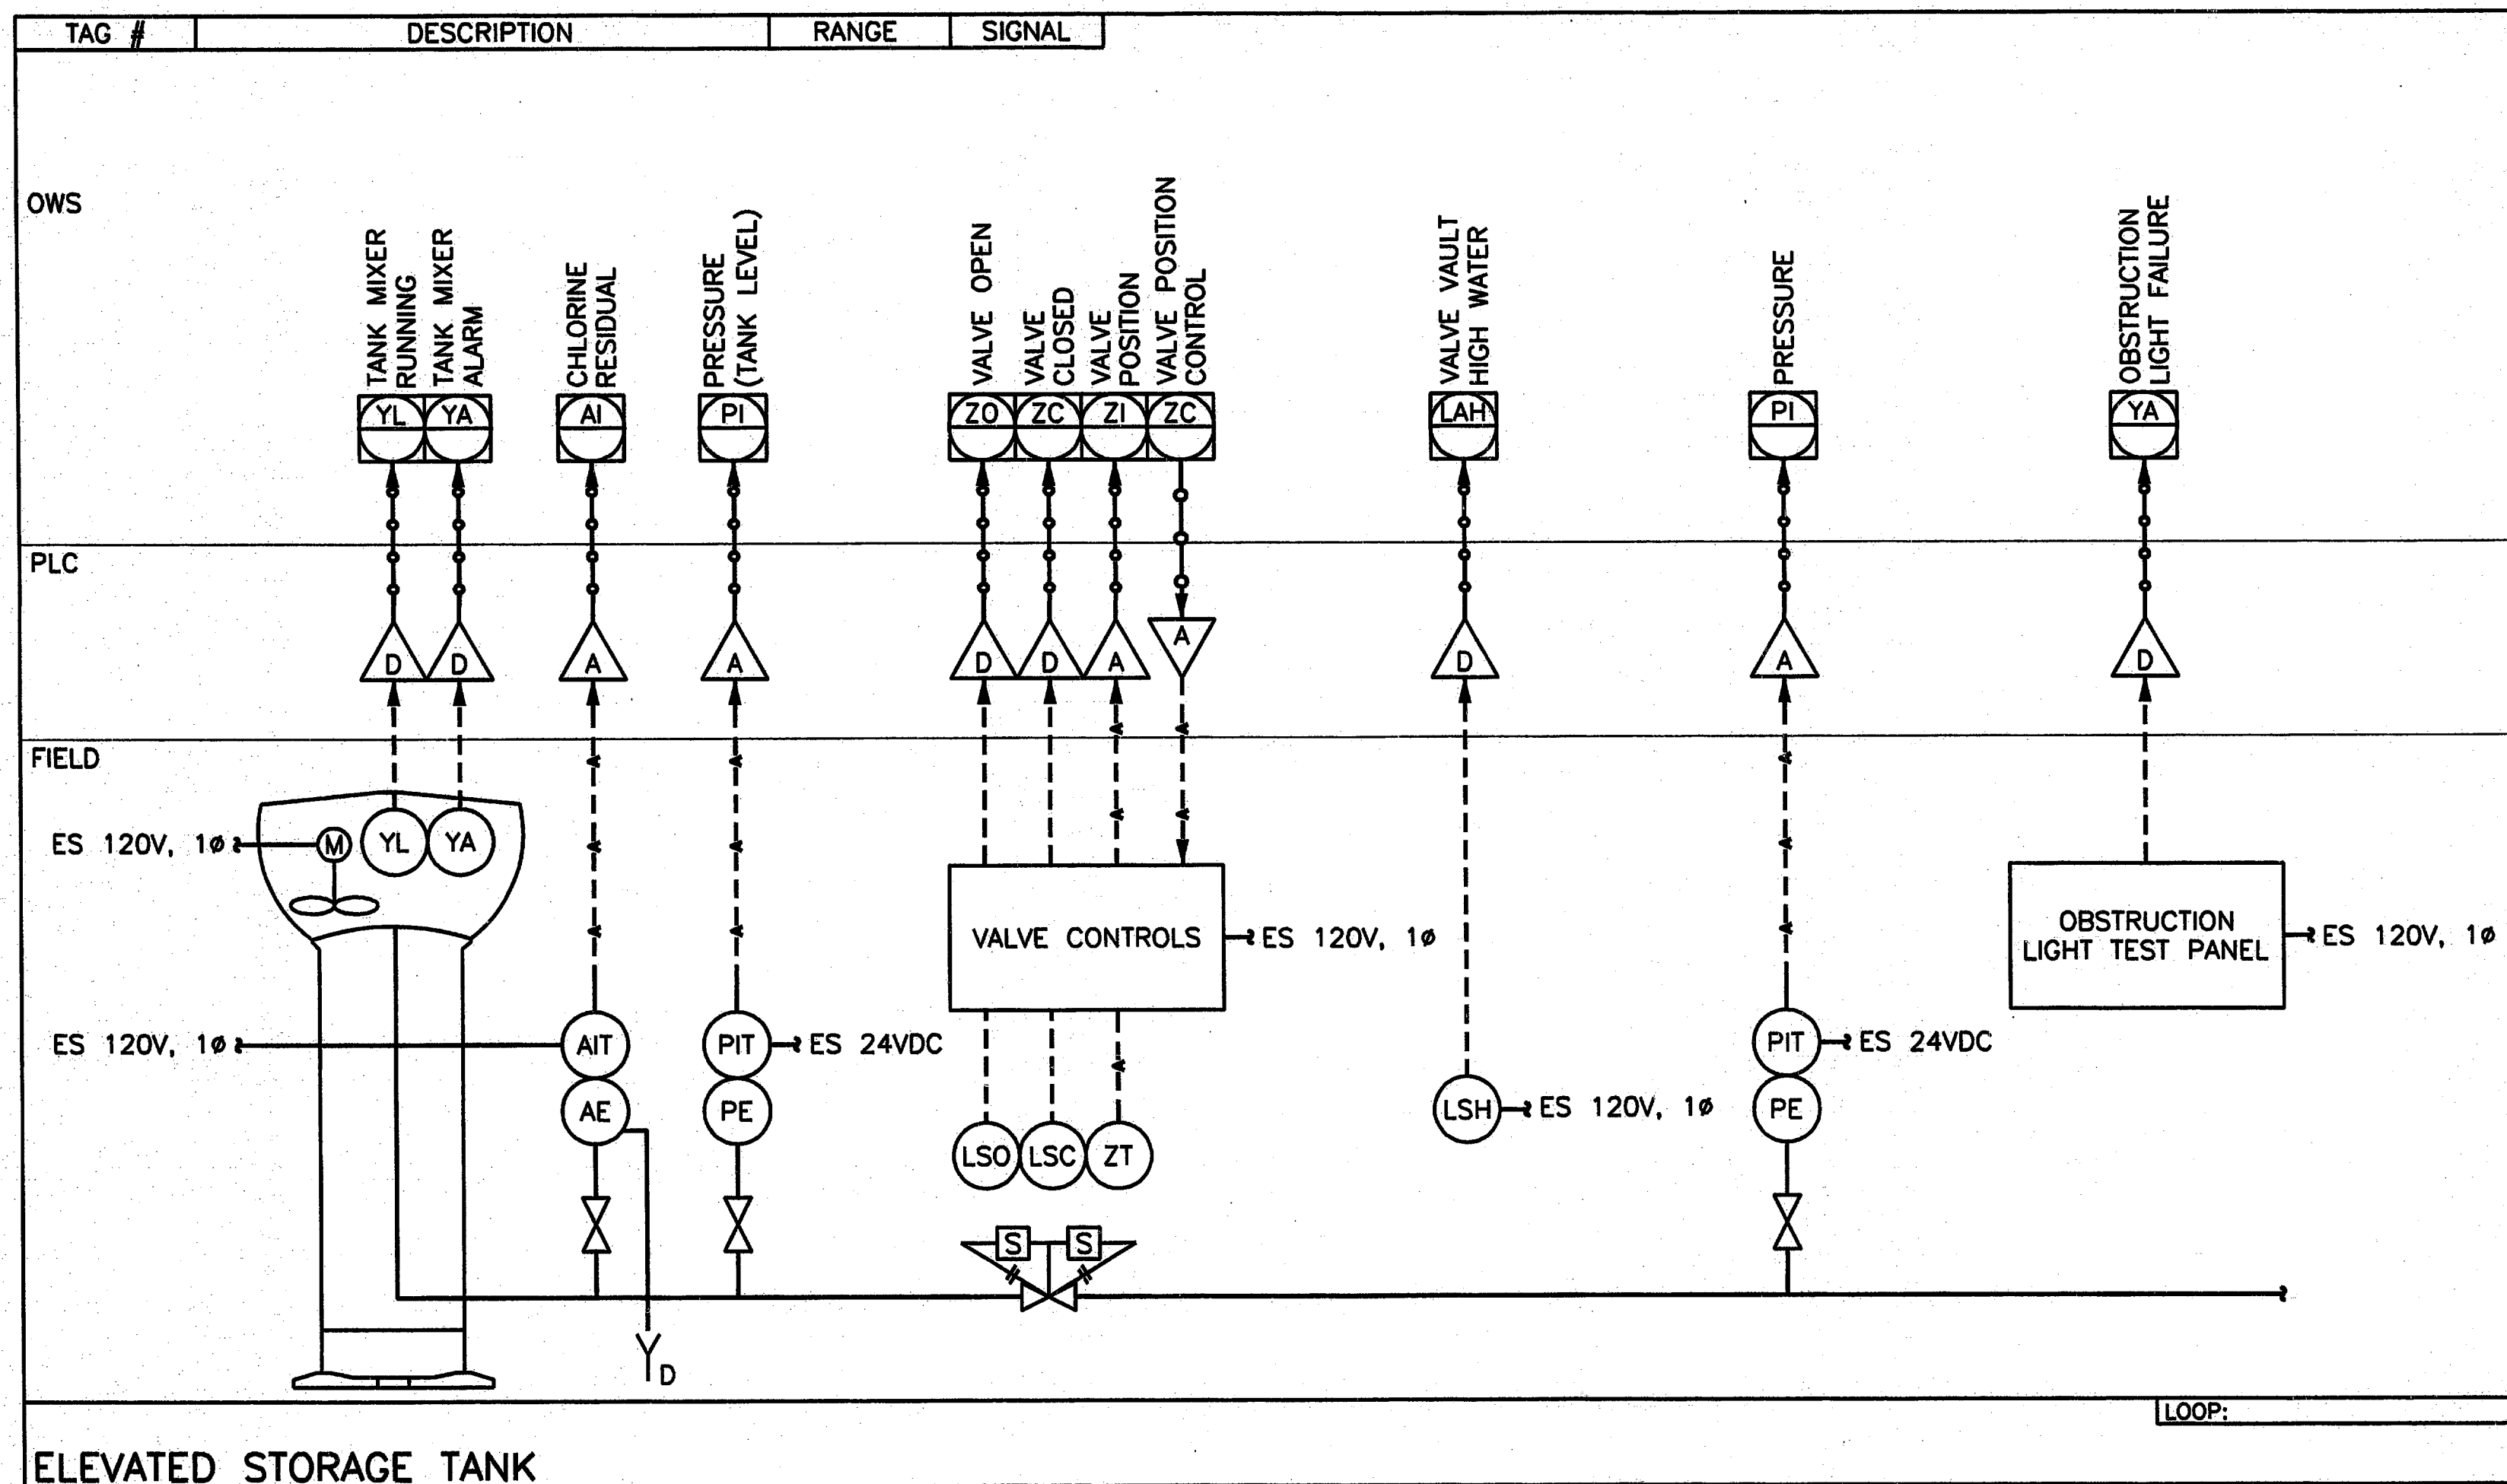 TAG # DESCRIPTION RANGE SIGNAL
OWS
TANK MIXER
RUNNING
TANK MIXER
ALARM
CHLORINE
RESIDUAL
PRESSURE
(TANK LEVEL)
VALVE OPEN
VALVE
CLOSED
VALVE
POSITION
VALVE POSITION
CONTROL
VALVE VAULT
HIGH WATER
PRESSURE
OBSTRUCTION
LIGHT FAILURE
YL YA AI PI ZO ZC ZI ZC LAH PI YA
PLC
D D A A D D A A D A D
A A
FIELD
A A A
ES 120V, 1ø M YL YA A A A A A
VALVE CONTROLS ES 120V, 1ø
OBSTRUCTION
LIGHT TEST PANEL ES 120V, 1ø
A A A
ES 120V, 1ø AIT PIT ES 24VDC PIT ES 24VDC
A
AE PE LSH ES 120V, 1ø PE
LSO LSC ZT
S S
D
LOOP:
ELEVATED STORAGE TANK